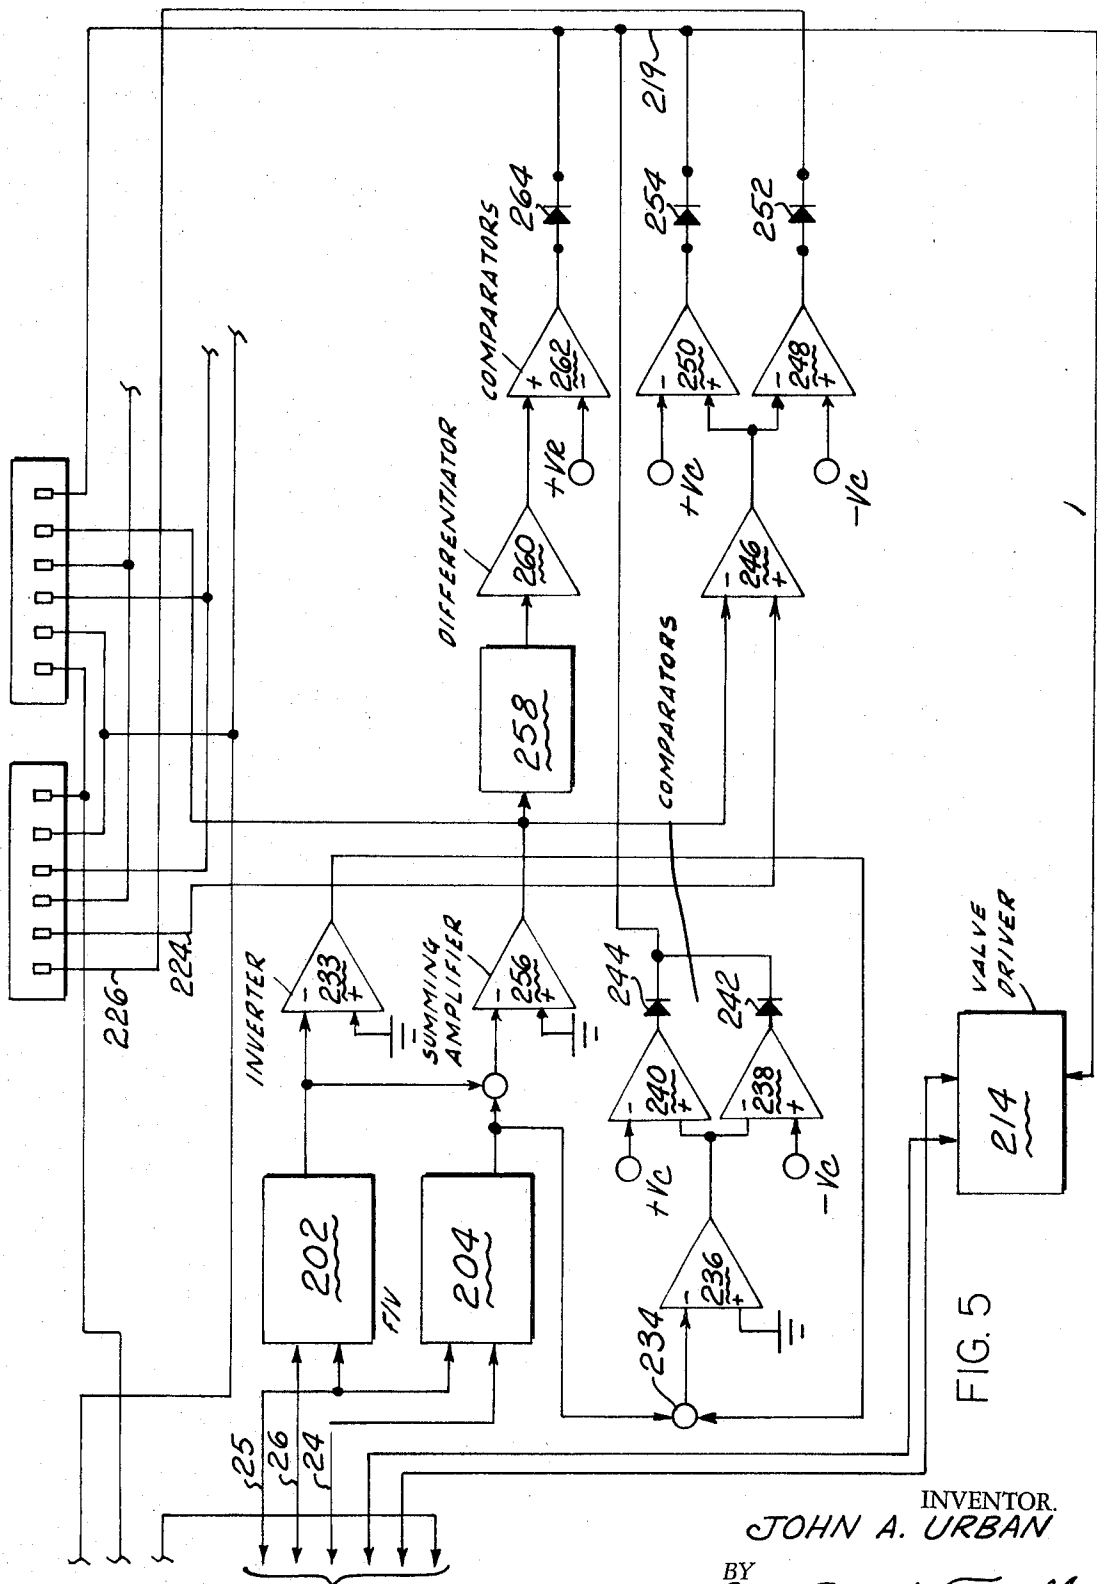 226
224
219
COMPARATORS
264
254
252
+
262
-
-
250
+
-
248
+
+VR
+VC
-VC
DIFFERENTIATOR
260
258
-
246
+
COMPARATORS
INVERTER
-
233
+
SUMMING
AMPLIFIER
-
256
+
244
242
-
240
+
-
238
+
+VC
-VC
VALVE
DRIVER
214
202
F/V
204
-
236
+
234
25
26
24
FIG. 5
INVENTOR.
JOHN A. URBAN
BY